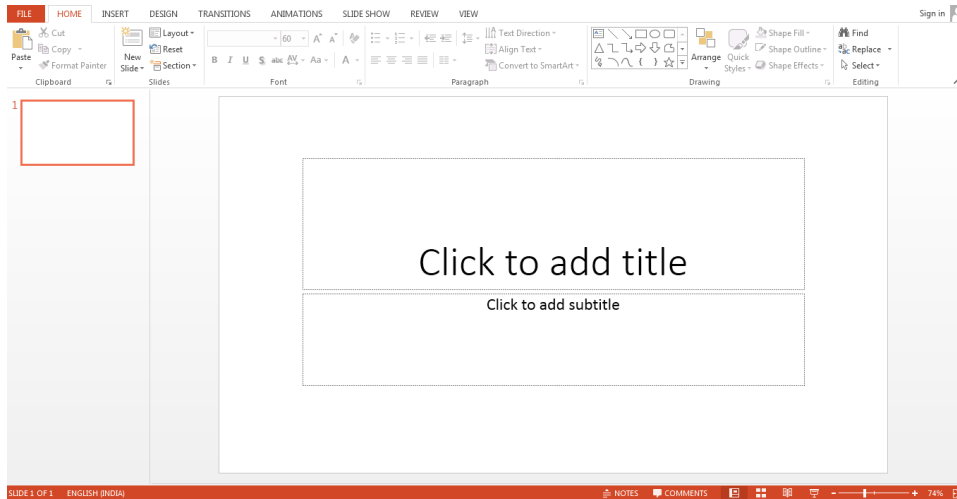 FILE HOME INSERT DESIGN TRANSITIONS ANIMATIONS SLIDE SHOW REVIEW VIEW Sign in
Paste
Cut
Copy
Format Painter
Clipboard
New
Slide
Layout
Reset
Section
Slides
60 A A
B I U S abc AV Aa A
Font
Text Direction
Align Text
Convert to SmartArt
Paragraph
Arrange
Quick
Styles
Shape Fill
Shape Outline
Shape Effects
Drawing
Find
Replace
Select
Editing
1
Click to add title
Click to add subtitle
SLIDE 1 OF 1 ENGLISH (INDIA) NOTES COMMENTS 74%